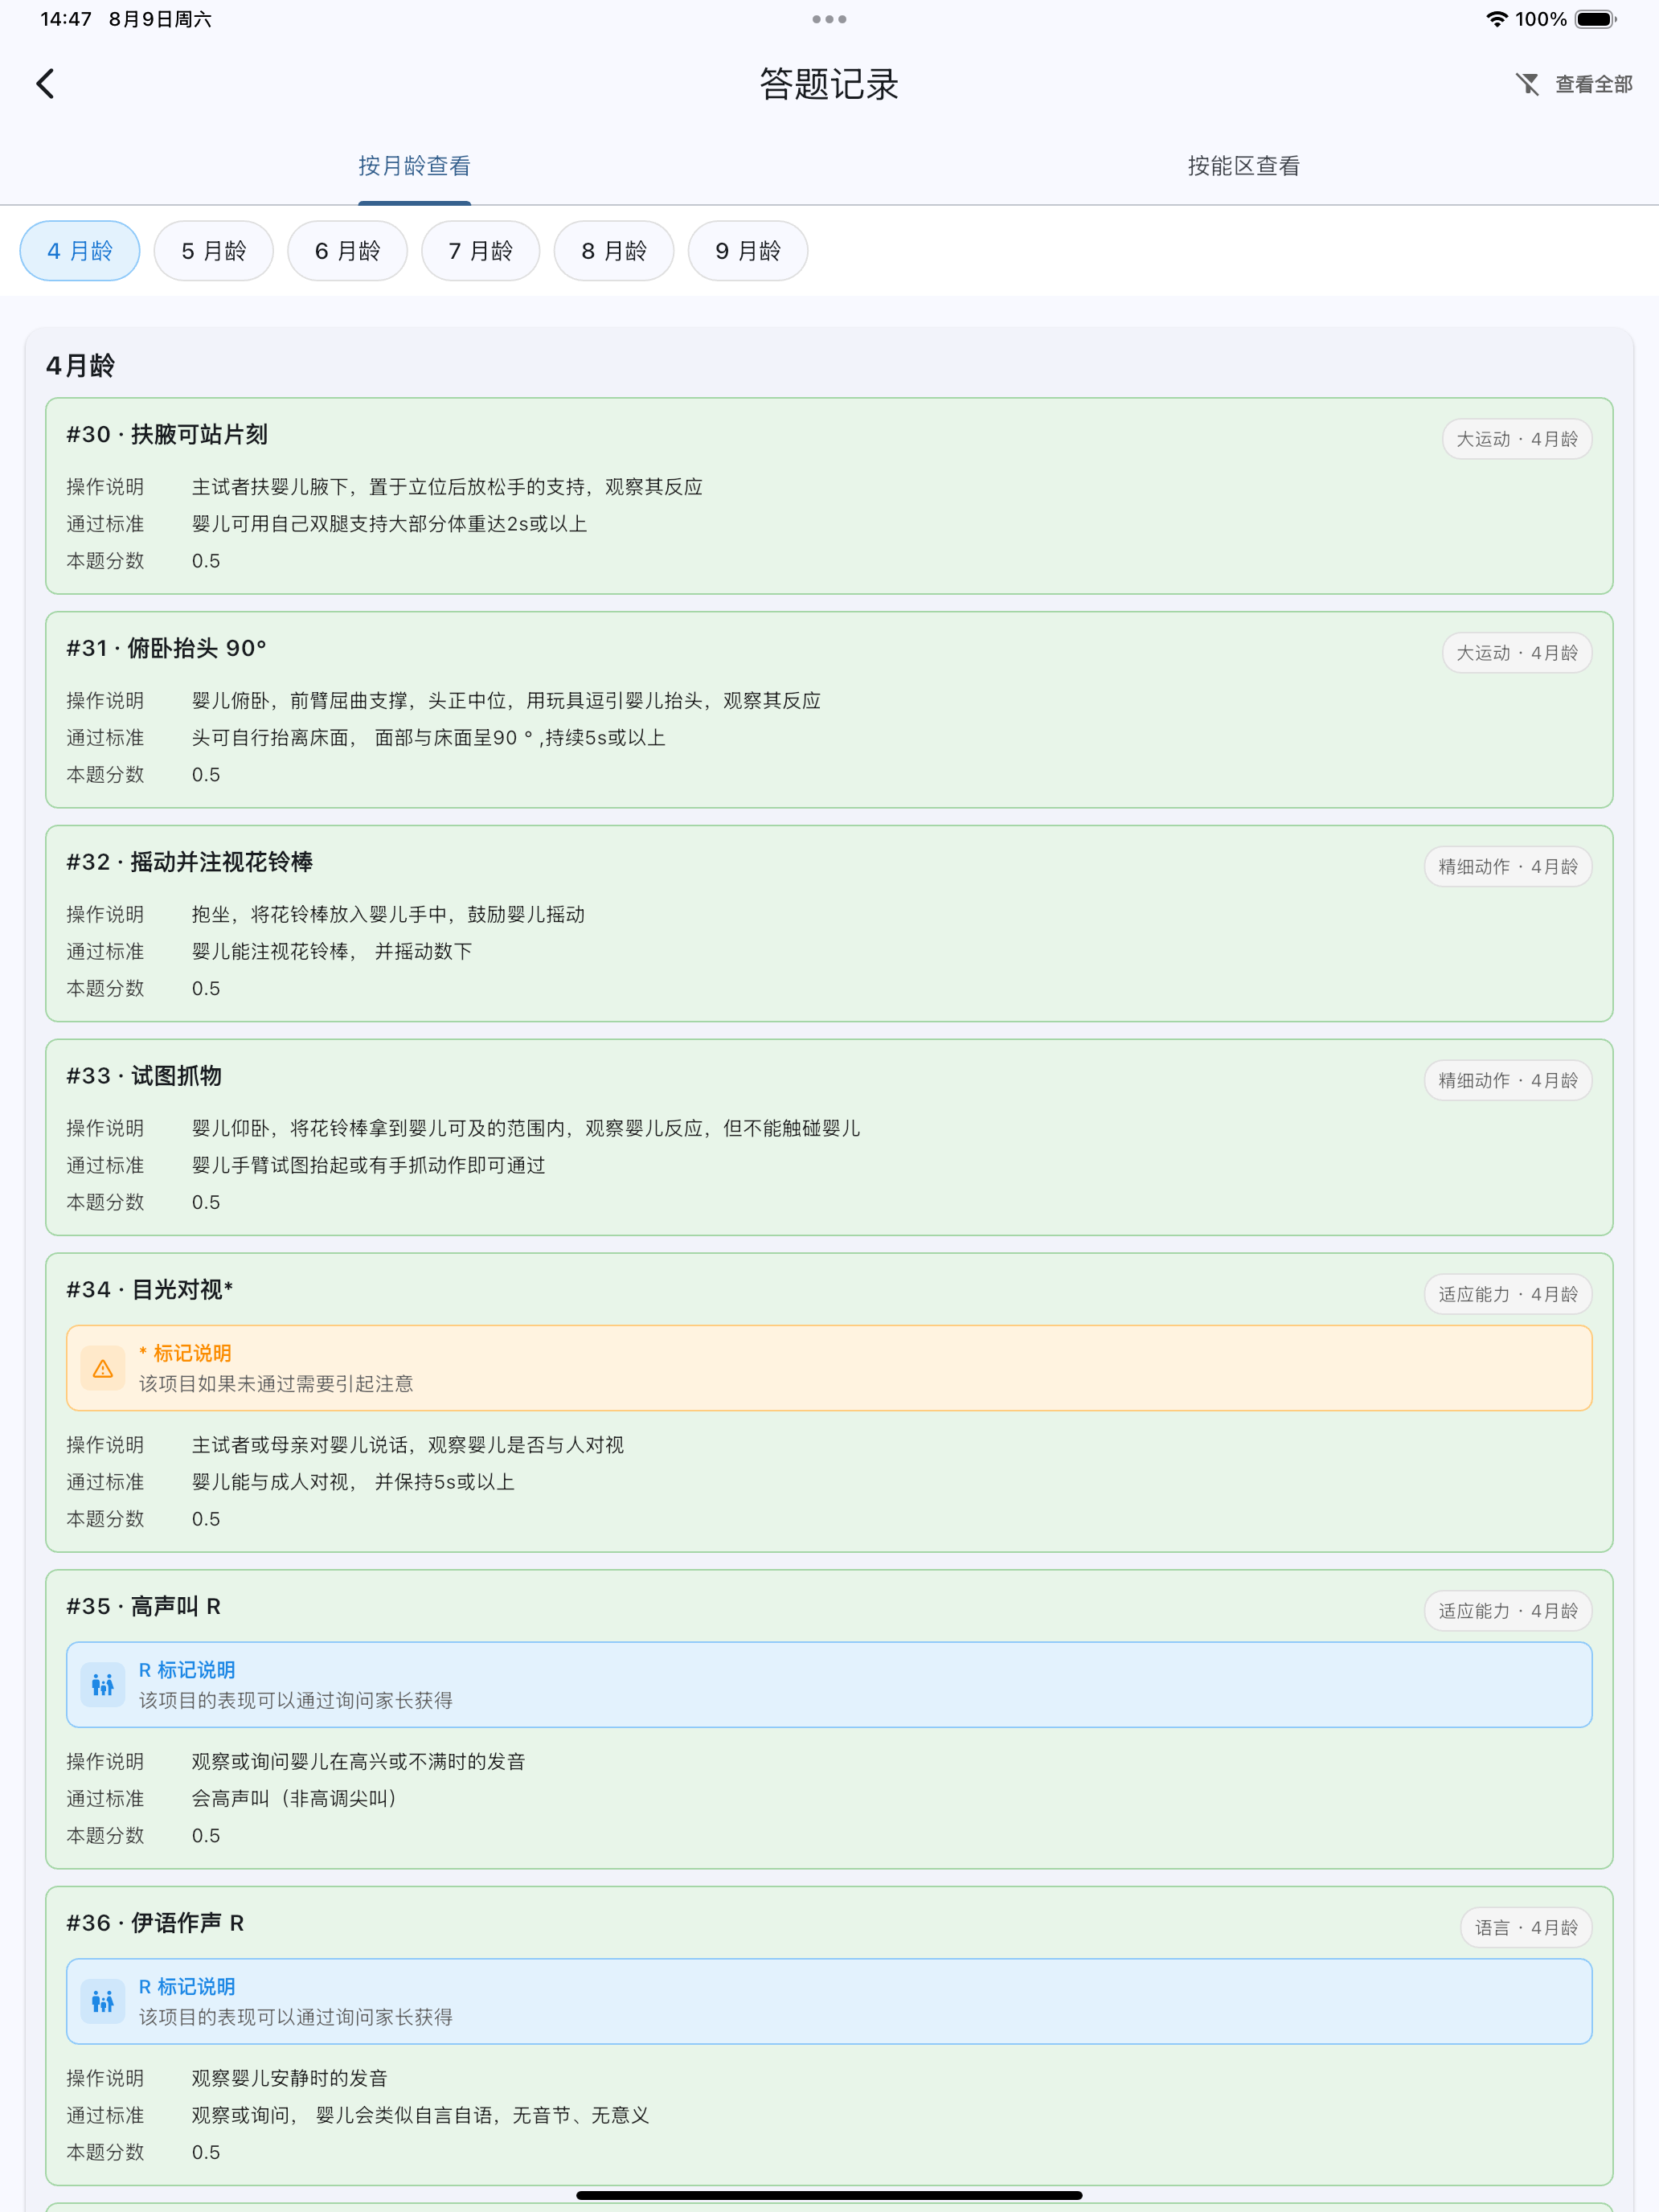 14:47 8月9日周六
100%
答题记录
查看全部
按月龄查看 按能区查看
4 月龄 5 月龄 6 月龄 7 月龄 8 月龄 9 月龄
4月龄
#30 · 扶腋可站片刻
大运动 · 4月龄
操作说明 主试者扶婴儿腋下，置于立位后放松手的支持，观察其反应
通过标准 婴儿可用自己双腿支持大部分体重达2s或以上
本题分数 0.5
#31 · 俯卧抬头 90°
大运动 · 4月龄
操作说明 婴儿俯卧，前臂屈曲支撑，头正中位，用玩具逗引婴儿抬头，观察其反应
通过标准 头可自行抬离床面， 面部与床面呈90 ° ,持续5s或以上
本题分数 0.5
#32 · 摇动并注视花铃棒
精细动作 · 4月龄
操作说明 抱坐，将花铃棒放入婴儿手中，鼓励婴儿摇动
通过标准 婴儿能注视花铃棒， 并摇动数下
本题分数 0.5
#33 · 试图抓物
精细动作 · 4月龄
操作说明 婴儿仰卧，将花铃棒拿到婴儿可及的范围内，观察婴儿反应，但不能触碰婴儿
通过标准 婴儿手臂试图抬起或有手抓动作即可通过
本题分数 0.5
#34 · 目光对视*
适应能力 · 4月龄
* 标记说明
该项目如果未通过需要引起注意
操作说明 主试者或母亲对婴儿说话，观察婴儿是否与人对视
通过标准 婴儿能与成人对视， 并保持5s或以上
本题分数 0.5
#35 · 高声叫 R
适应能力 · 4月龄
R 标记说明
该项目的表现可以通过询问家长获得
操作说明 观察或询问婴儿在高兴或不满时的发音
通过标准 会高声叫（非高调尖叫）
本题分数 0.5
#36 · 伊语作声 R
语言 · 4月龄
R 标记说明
该项目的表现可以通过询问家长获得
操作说明 观察婴儿安静时的发音
通过标准 观察或询问， 婴儿会类似自言自语，无音节、无意义
本题分数 0.5